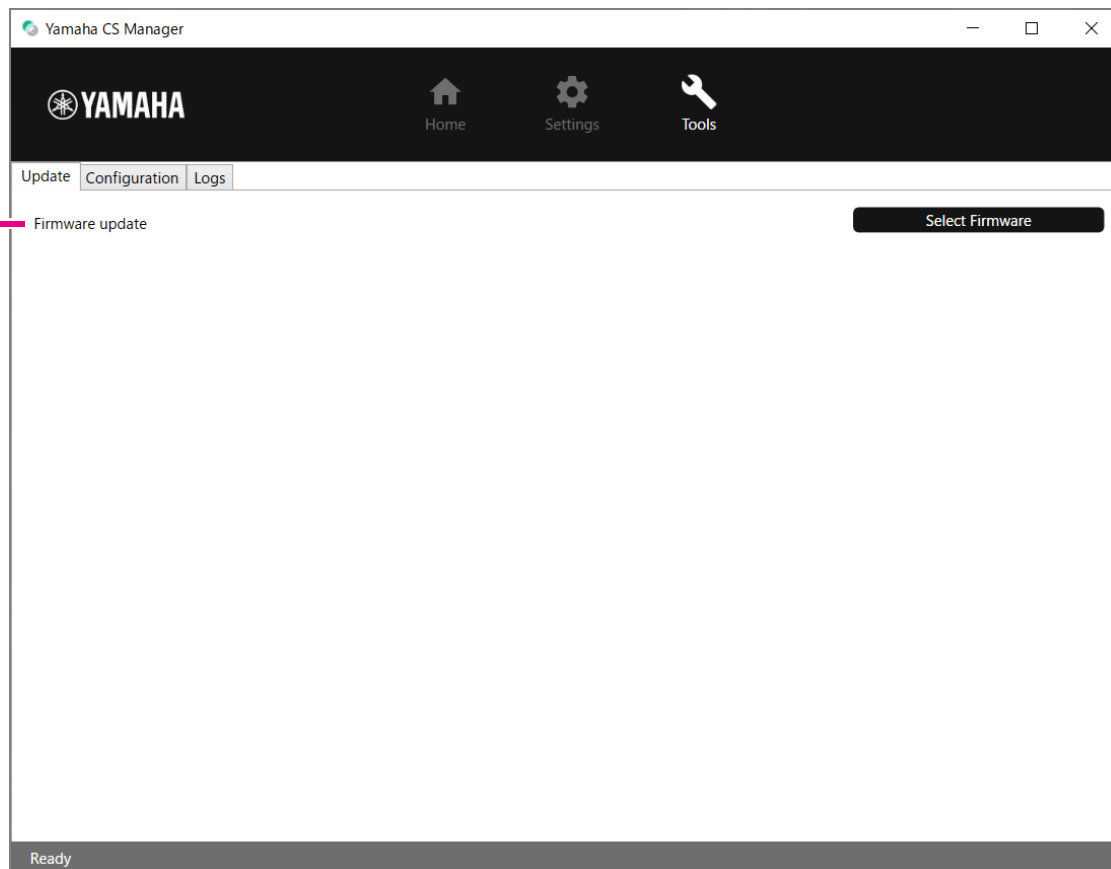 Yamaha CS Manager
YAMAHA
Home Settings Tools
Update Configuration Logs
Firmware update Select Firmware
Ready